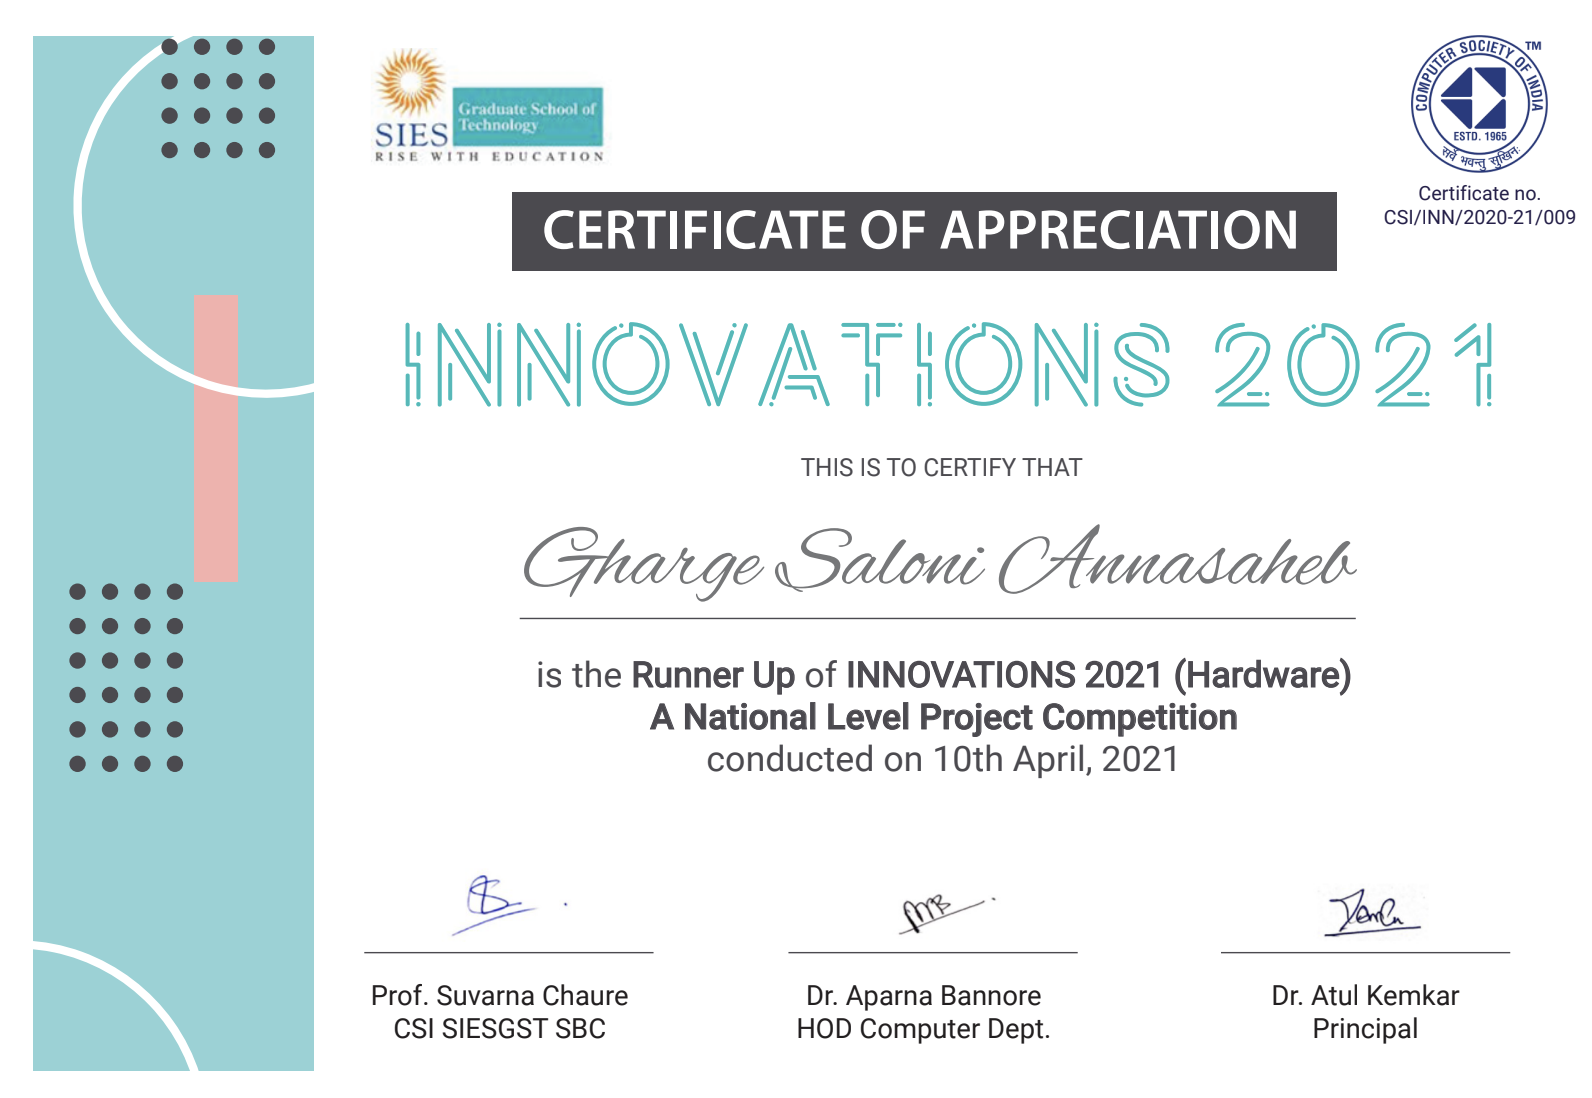 SIES
Graduate School of
Technology
RISE WITH EDUCATION
COMPUTER SOCIETY OF INDIA
TM
ESTD. 1965
सर्वे भवन्तु सुखिनः
Certificate no.
CSI/INN/2020-21/009
CERTIFICATE OF APPRECIATION
INNOVATIONS 2021
THIS IS TO CERTIFY THAT
Gharge Saloni Annasaheb
is the Runner Up of INNOVATIONS 2021 (Hardware)
A National Level Project Competition
conducted on 10th April, 2021
Prof. Suvarna Chaure
CSI SIESGST SBC
Dr. Aparna Bannore
HOD Computer Dept.
Dr. Atul Kemkar
Principal